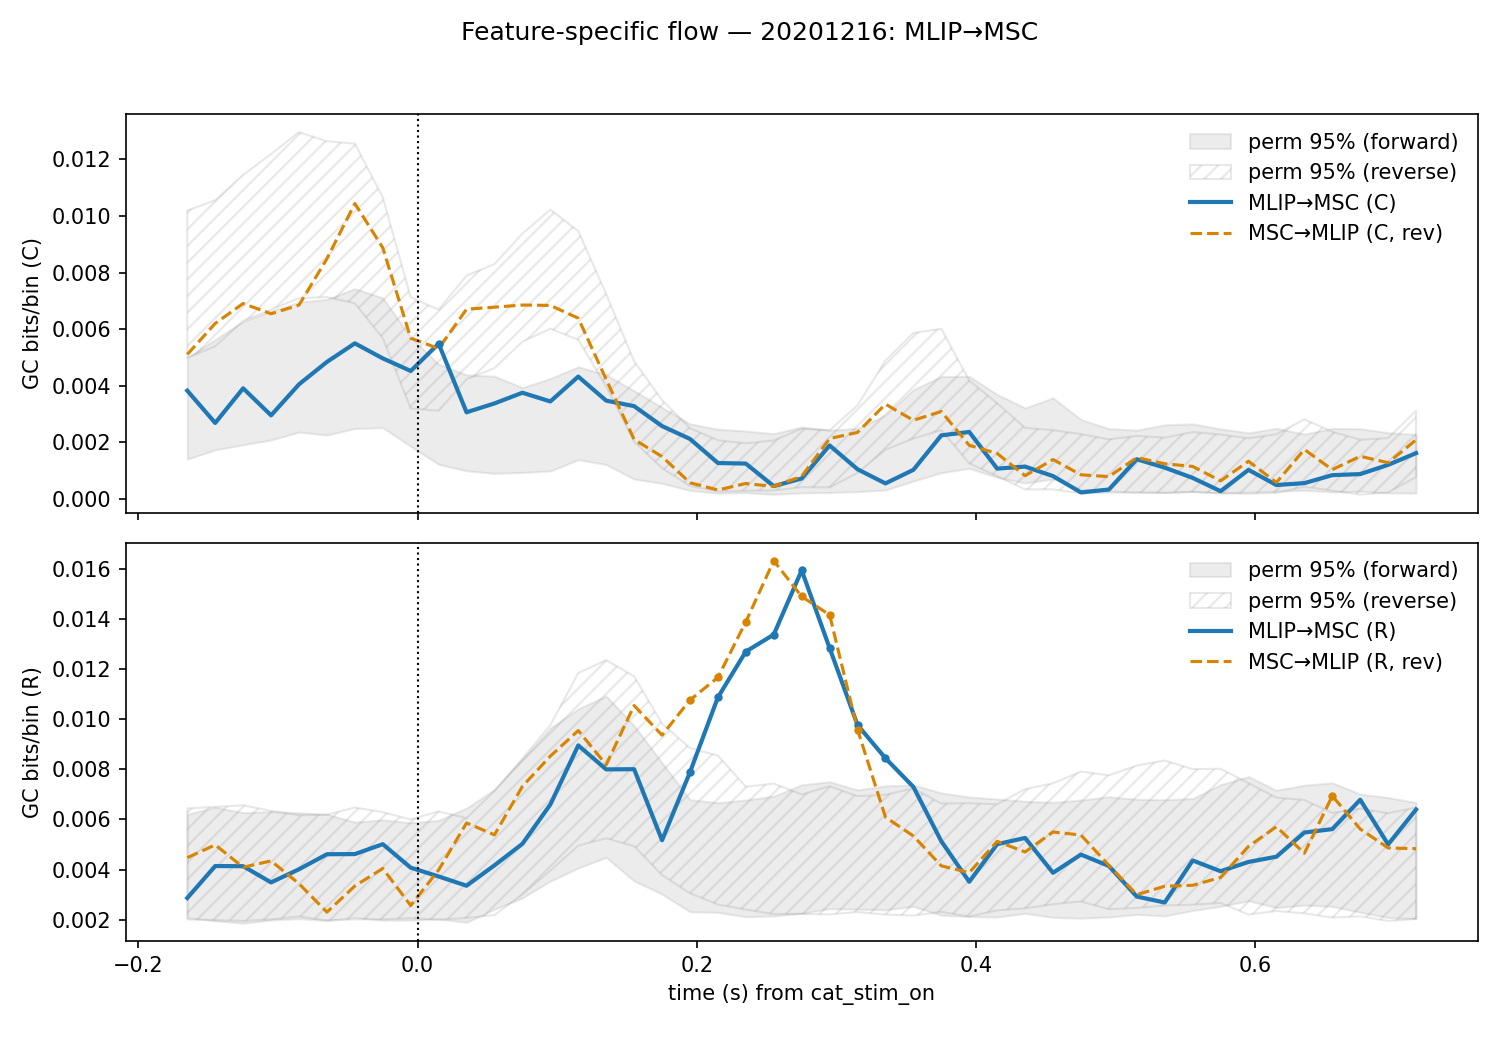 Feature-specific flow — 20201216: MLIP→MSC
GC bits/bin (C)
0.012
0.010
0.008
0.006
0.004
0.002
0.000
perm 95% (forward)
perm 95% (reverse)
MLIP→MSC (C)
MSC→MLIP (C, rev)
GC bits/bin (R)
0.016
0.014
0.012
0.010
0.008
0.006
0.004
0.002
perm 95% (forward)
perm 95% (reverse)
MLIP→MSC (R)
MSC→MLIP (R, rev)
−0.2 0.0 0.2 0.4 0.6
time (s) from cat_stim_on